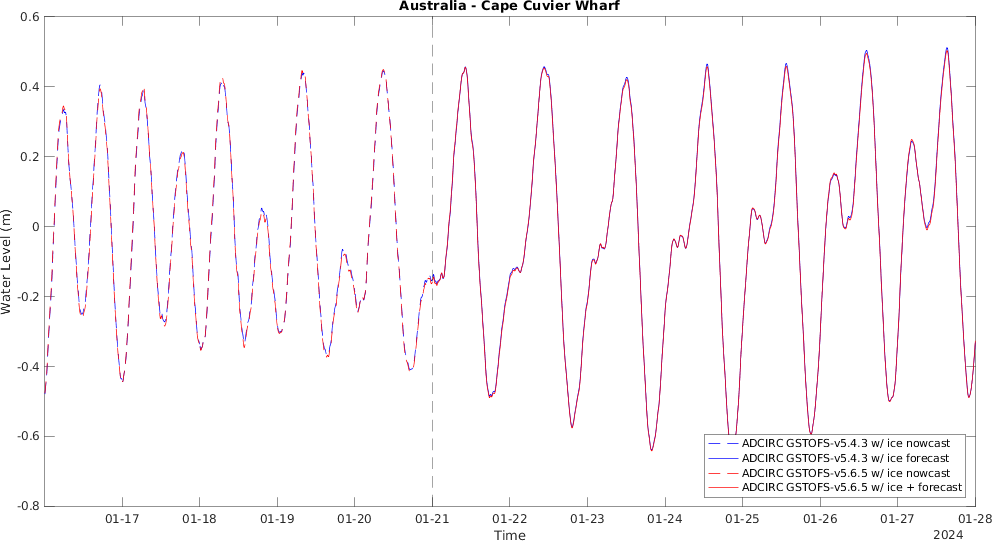 Australia - Cape Cuvier Wharf
0.6
0.4
0.2
0
-0.2
-0.4
-0.6
-0.8
Water Level (m)
ADCIRC GSTOFS-v5.4.3 w/ ice nowcast
ADCIRC GSTOFS-v5.4.3 w/ ice forecast
ADCIRC GSTOFS-v5.6.5 w/ ice nowcast
ADCIRC GSTOFS-v5.6.5 w/ ice + forecast
01-17 01-18 01-19 01-20 01-21 01-22 01-23 01-24 01-25 01-26 01-27 01-28
Time
2024